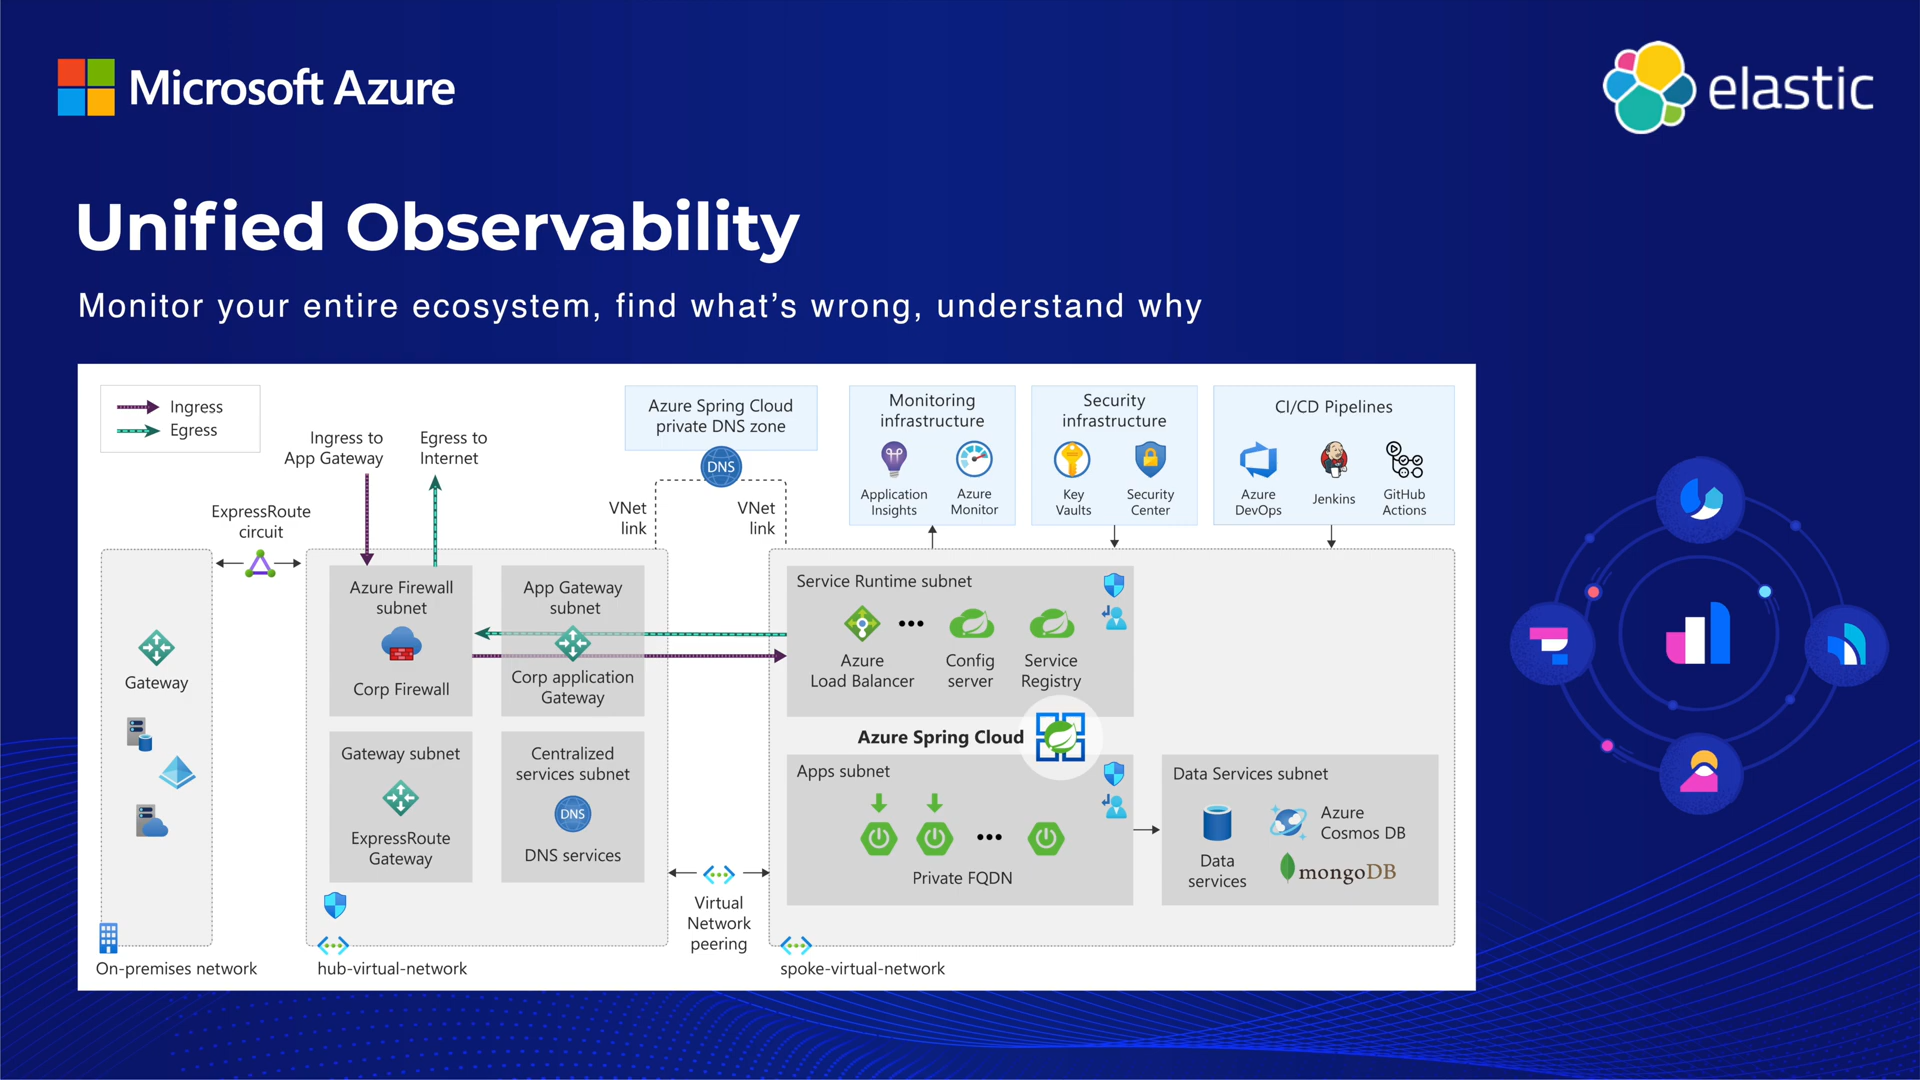 Microsoft Azure
elastic
Unified Observability
Monitor your entire ecosystem, find what's wrong, understand why
Ingress
Egress
Ingress to
App Gateway
Egress to
Internet
ExpressRoute
circuit
Azure Spring Cloud
private DNS zone
DNS
VNet
link
VNet
link
Monitoring
infrastructure
Application
Insights
Azure
Monitor
Security
infrastructure
Key
Vaults
Security
Center
CI/CD Pipelines
Azure
DevOps
Jenkins
GitHub
Actions
Gateway
On-premises network
Azure Firewall
subnet
Corp Firewall
App Gateway
subnet
Corp application
Gateway
Gateway subnet
ExpressRoute
Gateway
Centralized
services subnet
DNS
DNS services
hub-virtual-network
Virtual
Network
peering
Service Runtime subnet
Azure
Load Balancer
Config
server
Service
Registry
Azure Spring Cloud
Apps subnet
Private FQDN
Data Services subnet
Data
services
Azure
Cosmos DB
mongoDB
spoke-virtual-network